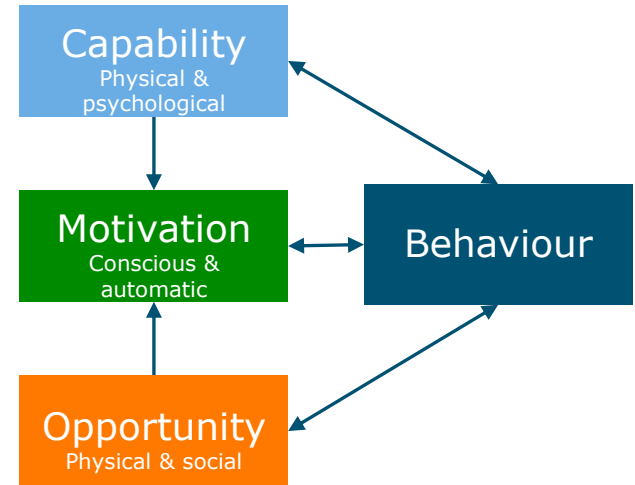 Capability
Physical &
psychological
Motivation
Conscious &
automatic
Behaviour
Opportunity
Physical & social